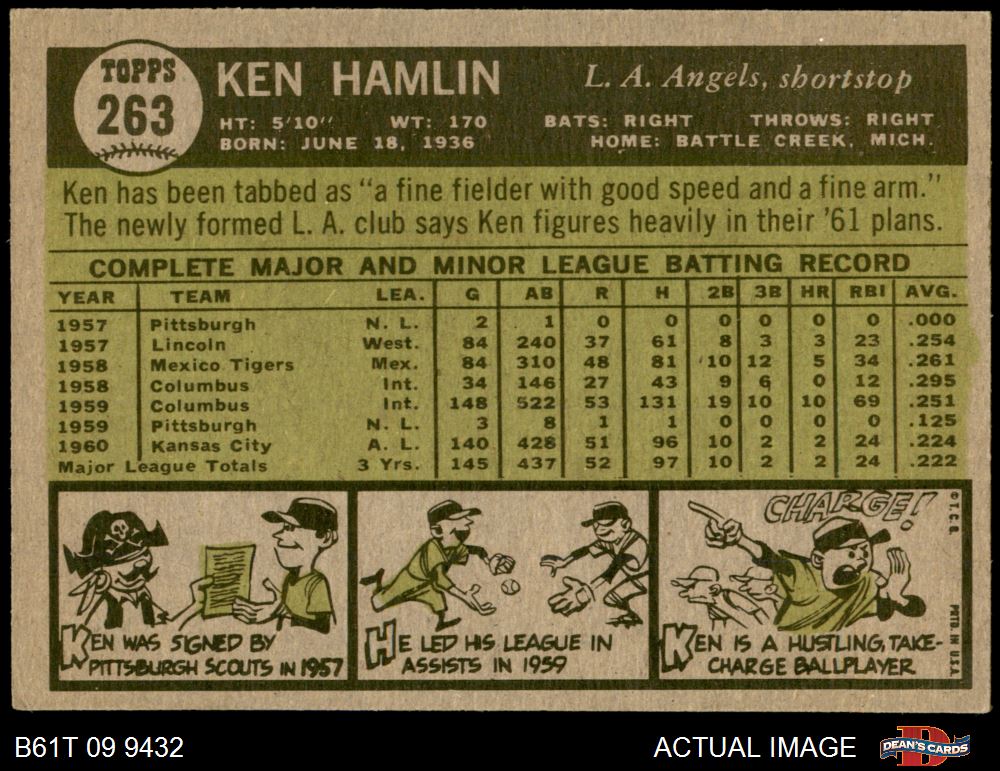 TOPPS
263
KEN HAMLIN
L. A. Angels, shortstop
HT: 5'10" WT: 170 BATS: RIGHT THROWS: RIGHT
BORN: JUNE 18, 1936 HOME: BATTLE CREEK, MICH.
Ken has been tabbed as "a fine fielder with good speed and a fine arm."
The newly formed L. A. club says Ken figures heavily in their '61 plans.
COMPLETE MAJOR AND MINOR LEAGUE BATTING RECORD
YEAR TEAM LEA. G AB R H 2B 3B HR RBI AVG.
1957 Pittsburgh N. L. 2 1 0 0 0 0 0 0 .000
1957 Lincoln West. 84 240 37 61 8 3 3 23 .254
1958 Mexico Tigers Mex. 84 310 48 81 10 12 5 34 .261
1958 Columbus Int. 34 146 27 43 9 6 0 12 .295
1959 Columbus Int. 148 522 53 131 19 10 10 69 .251
1959 Pittsburgh N. L. 3 8 1 1 0 0 0 0 .125
1960 Kansas City A. L. 140 428 51 96 10 2 2 24 .224
Major League Totals 3 Yrs. 145 437 52 97 10 2 2 24 .222
KEN WAS SIGNED BY
PITTSBURGH SCOUTS IN 1957
HE LED HIS LEAGUE IN
ASSISTS IN 1959
CHARGE!
KEN IS A HUSTLING, TAKE-
CHARGE BALLPLAYER
© T.C.G.
PRTD. IN U.S.A.
B61T 09 9432
ACTUAL IMAGE
DEAN'S CARDS